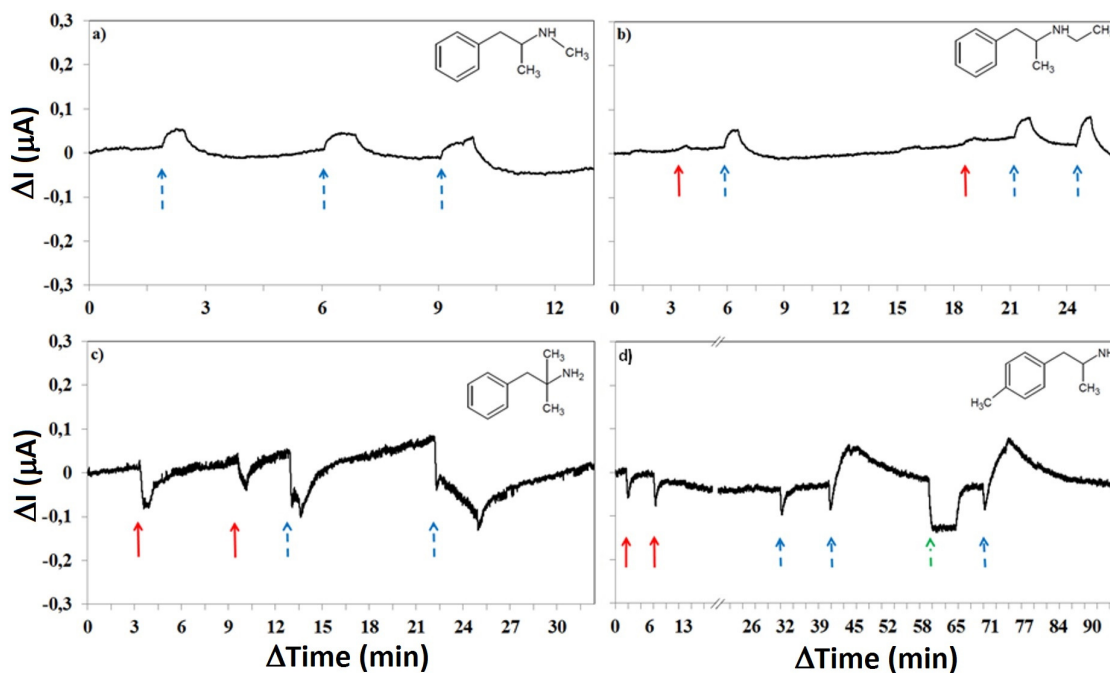 ΔI (μA)
0,3
0,2
0,1
0
-0,1
-0,2
-0,3
a)
NH
CH₃
CH₃
0
3
6
9
12
b)
NH
CH
CH₃
0
3
6
9
12
15
18
21
24
ΔI (μA)
0,3
0,2
0,1
0
-0,1
-0,2
-0,3
c)
CH₃
NH₂
CH₃
0
3
6
9
12
15
18
21
24
27
30
ΔTime (min)
d)
NH
CH₃
H₃C
0
6
13
26
32
39
45
52
58
65
71
77
84
90
ΔTime (min)